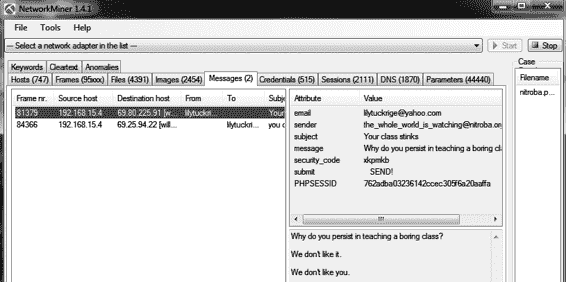 NetworkMiner 1.4.1
File Tools Help
--- Select a network adapter in the list --- Start Stop
Keywords Cleartext Anomalies
Hosts (747) Frames (95xxx) Files (4391) Images (2454) Messages (2) Credentials (515) Sessions (2111) DNS (1870) Parameters (44440)
Case
Filename
nitroba.p...
Frame nr. Source host Destination host From To Subje
81379 192.168.15.4 69.80.225.91 [w... lilytuckri... Your
84366 192.168.15.4 69.25.94.22 [will... lilytuckri... you c
Attribute Value
email lilytuckrige@yahoo.com
sender the_whole_world_is_watching@nitroba.or
subject Your class stinks
message Why do you persist in teaching a boring cl
security_code xkpmkb
submit SEND!
PHPSESSID 762adba03236142ccec305f6a20aaffa
Why do you persist in teaching a boring class?
We don't like it.
We don't like you.